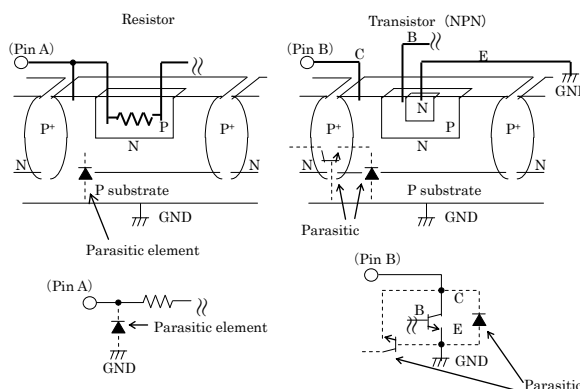 Resistor
(Pin A)
P+
P
P+
N
N
N
P substrate
GND
Parasitic element
(Pin A)
Parasitic element
GND
Transistor (NPN)
(Pin B)
C
B
E
GND
N
P+
P
P+
N
N
N
P substrate
GND
Parasitic
(Pin B)
C
B
E
GND
Parasitic